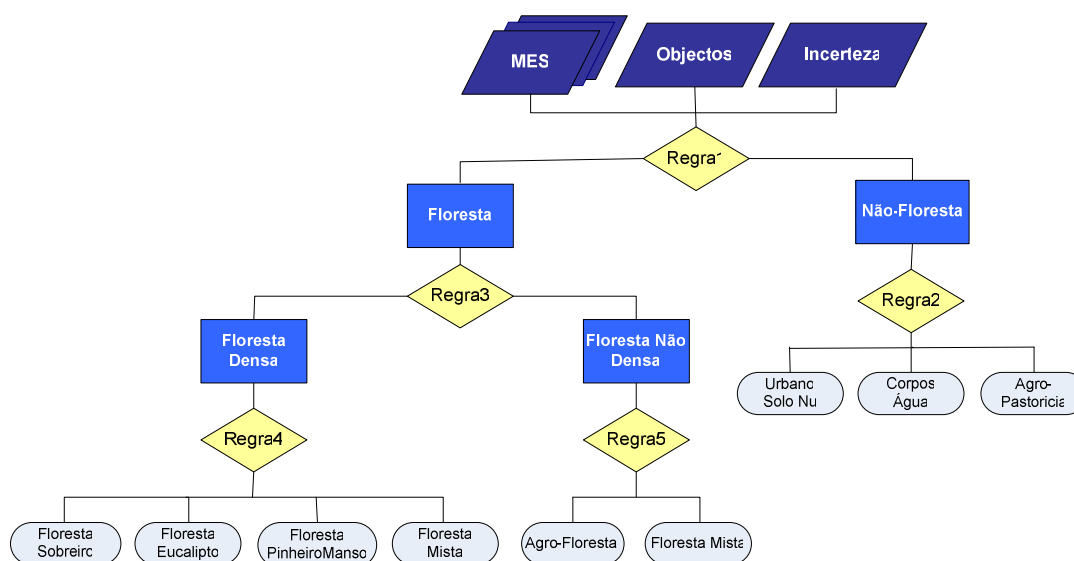 MES
Objectos
Incerteza
Regra1
Floresta
Não-Floresta
Regra3
Regra2
Floresta
Densa
Floresta Não
Densa
Urbano
Solo Nu
Corpos
Água
Agro-
Pastoricia
Regra4
Regra5
Floresta
Sobreiro
Floresta
Eucalipto
Floresta
PinheiroManso
Floresta
Mista
Agro-Floresta
Floresta Mista